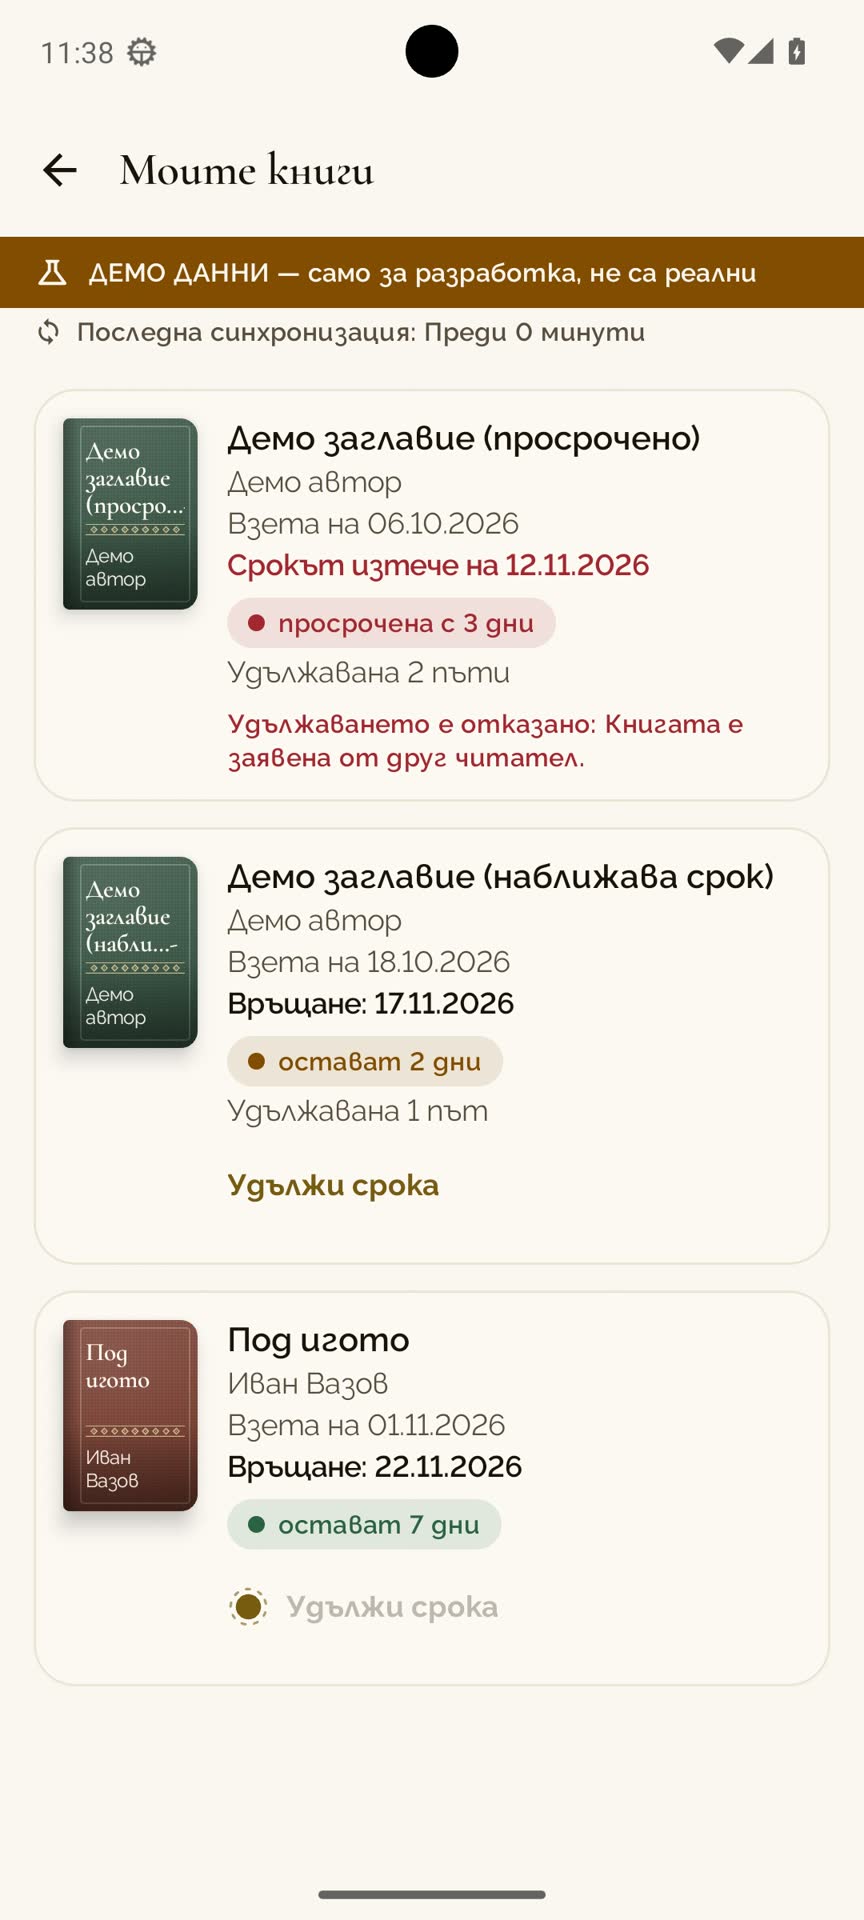 11:38
Моите книги
ДЕМО ДАННИ — само за разработка, не са реални
Последна синхронизация: Преди 0 минути
Демо
заглавие
(просро...
Демо
автор
Демо заглавие (просрочено)
Демо автор
Взета на 06.10.2026
Срокът изтече на 12.11.2026
просрочена с 3 дни
Удължавана 2 пъти
Удължаването е отказано: Книгата е
заявена от друг читател.
Демо
заглавие
(набли...-
Демо
автор
Демо заглавие (наближава срок)
Демо автор
Взета на 18.10.2026
Връщане: 17.11.2026
остават 2 дни
Удължавана 1 път
Удължи срока
Под
игото
Иван
Вазов
Под игото
Иван Вазов
Взета на 01.11.2026
Връщане: 22.11.2026
остават 7 дни
Удължи срока